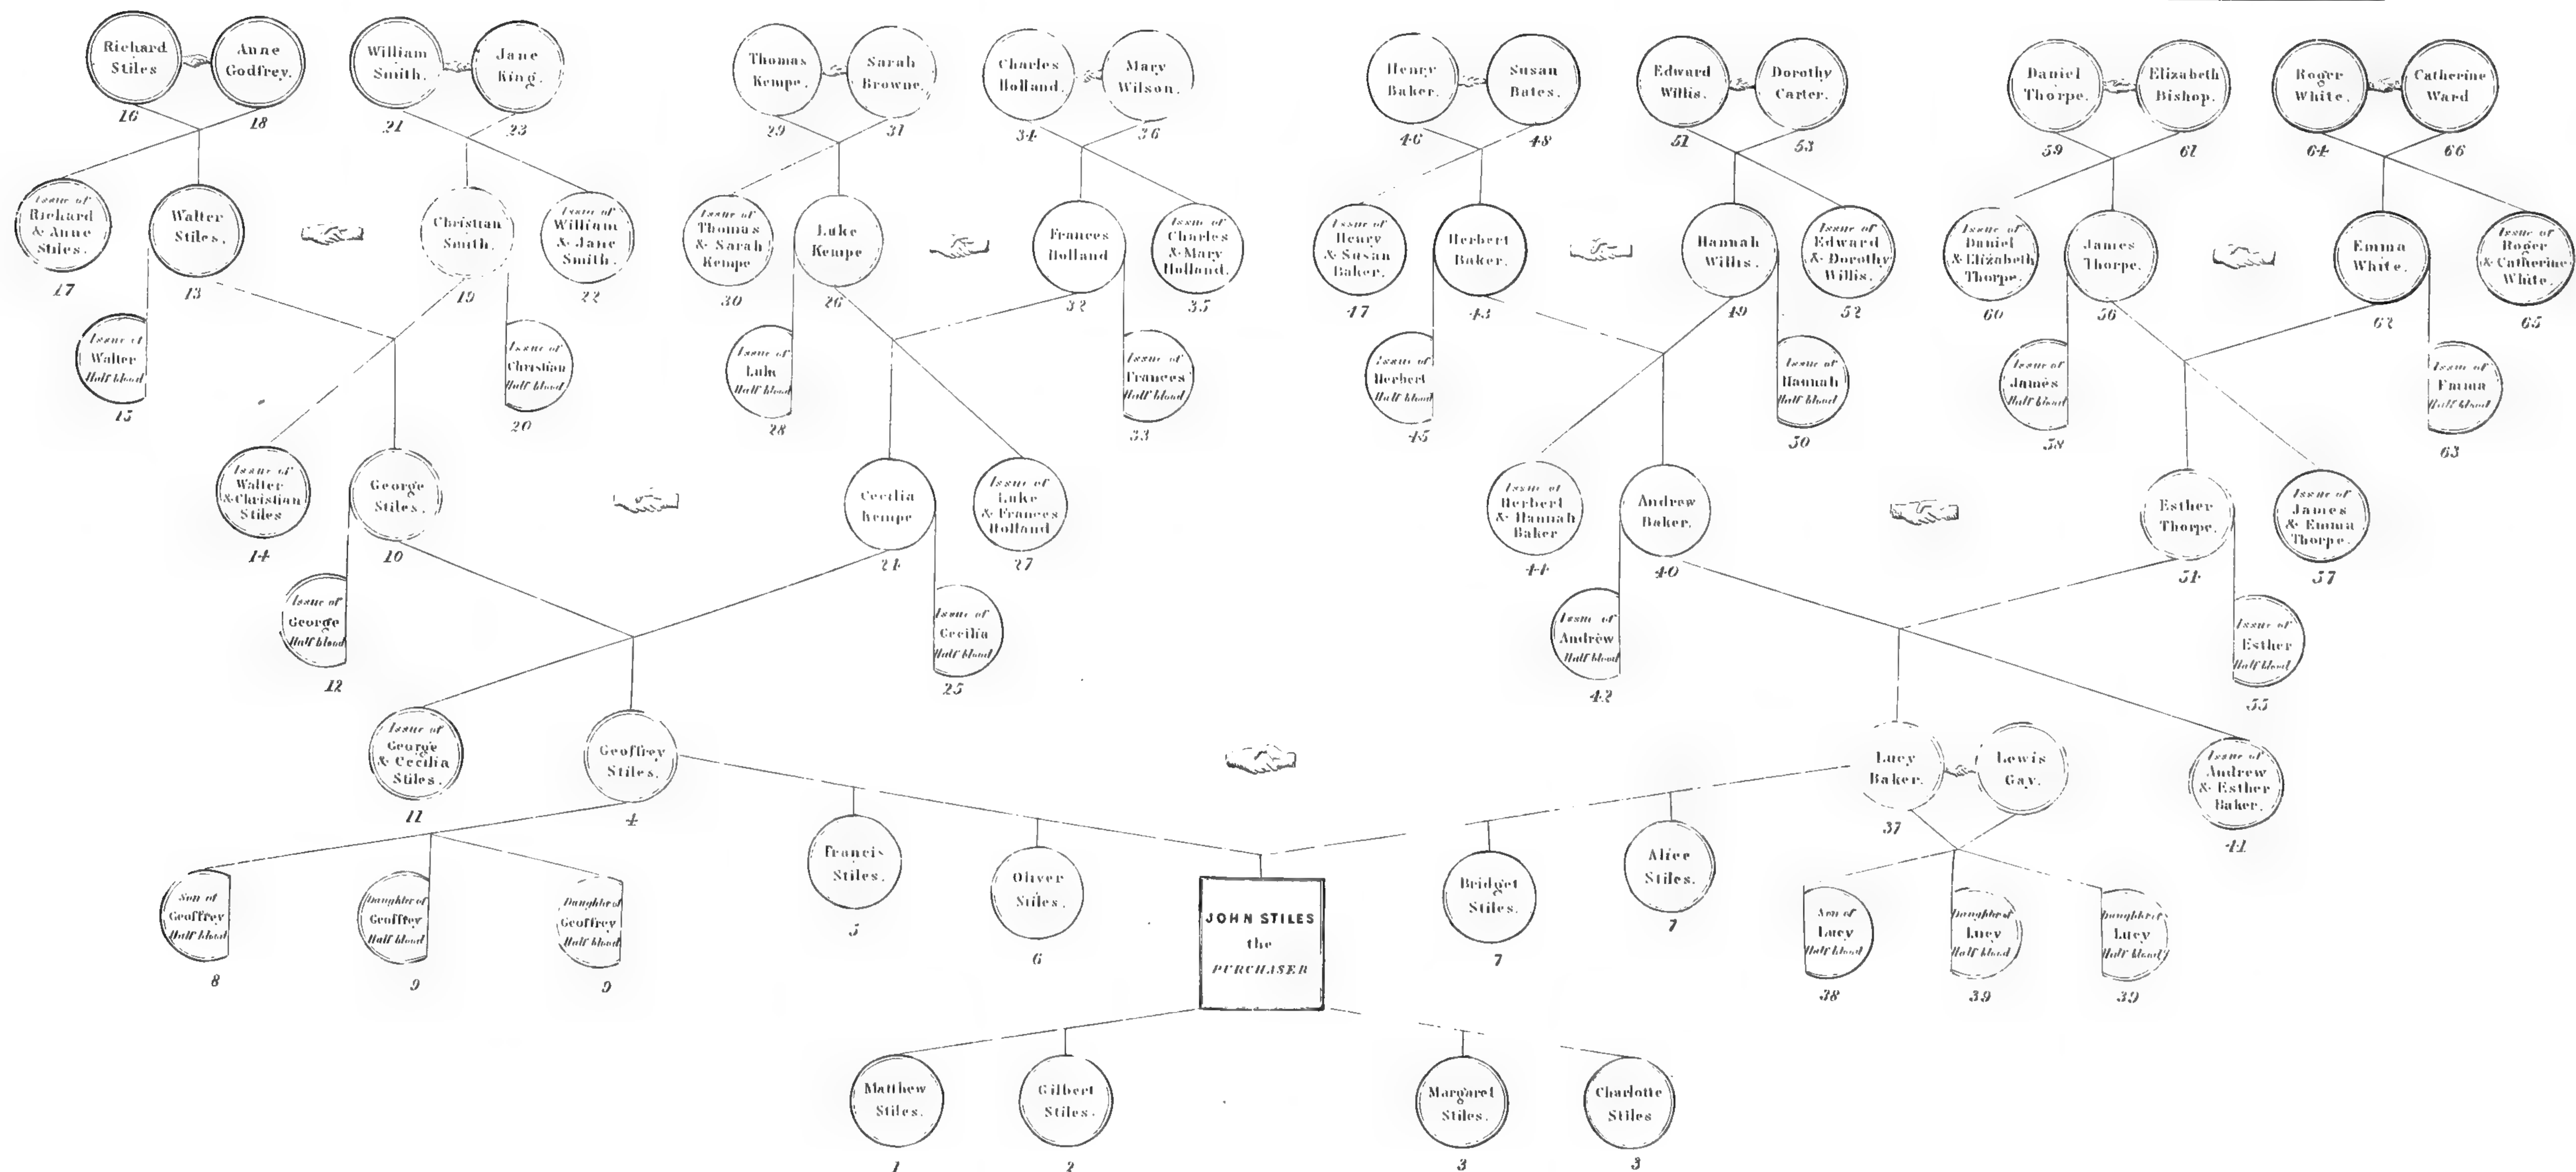 Richard
Stiles
16
Anne
Godfrey.
18
William
Smith.
21
Jane
King.
23
Thomas
Kempe.
29
Sarah
Browne.
31
Charles
Holland.
34
Mary
Wilson.
36
Henry
Baker.
46
Susan
Bates.
48
Edward
Willis.
51
Dorothy
Carter.
53
Daniel
Thorpe.
59
Elizabeth
Bishop.
61
Roger
White.
64
Catherine
Ward
66
Issue of
Richard
& Anne
Stiles.
17
Walter
Stiles.
13
Christian
Smith.
19
Issue of
William
& Jane
Smith.
22
Issue of
Thomas
& Sarah
Kempe
30
Luke
Kempe
26
Frances
Holland
32
Issue of
Charles
& Mary
Holland.
35
Issue of
Henry
& Susan
Baker.
47
Herbert
Baker.
43
Hannah
Willis.
49
Issue of
Edward
& Dorothy
Willis.
52
Issue of
Daniel
& Elizabeth
Thorpe.
60
James
Thorpe.
56
Emma
White.
62
Issue of
Roger
& Catherine
White.
65
Issue of
Walter
Half blood
15
Issue of
Christian
Half blood
20
Issue of
Luke
Half blood
28
Issue of
Frances
Half blood
33
Issue of
Herbert
Half blood
45
Issue of
Hannah
Half blood
50
Issue of
James
Half blood
58
Issue of
Emma
Half blood
63
Issue of
Walter
& Christian
Stiles
14
George
Stiles.
10
Cecilia
Kempe
24
Issue of
Luke
& Frances
Holland
27
Issue of
Herbert
& Hannah
Baker
44
Andrew
Baker.
40
Esther
Thorpe.
54
Issue of
James
& Emma
Thorpe.
57
Issue of
George
Half blood
12
Issue of
Cecilia
Half blood
25
Issue of
Andrew
Half blood
42
Issue of
Esther
Half blood
55
Issue of
George
& Cecilia
Stiles.
11
Geoffrey
Stiles.
4
Lucy
Baker.
37
Lewis
Gay.
Issue of
Andrew
& Esther
Baker.
41
Son of
Geoffrey
Half blood
8
Daughter of
Geoffrey
Half blood
9
Daughter of
Geoffrey
Half blood
9
Francis
Stiles.
5
Oliver
Stiles.
6
JOHN STILES
the
PURCHASER
Bridget
Stiles.
7
Alice
Stiles.
7
Son of
Lucy
Half blood
38
Daughter of
Lucy
Half blood
39
Daughter of
Lucy
Half blood
39
Matthew
Stiles.
1
Gilbert
Stiles.
2
Margaret
Stiles.
3
Charlotte
Stiles
3